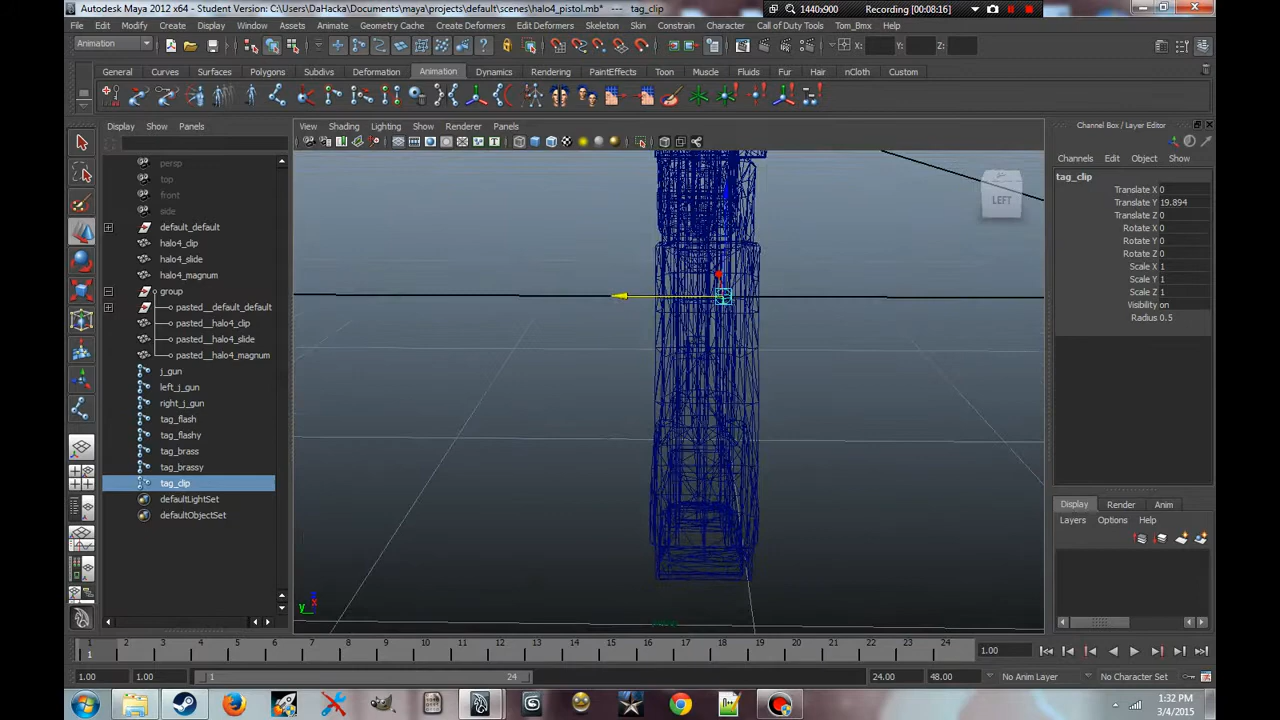 Autodesk Maya 2012 x64 - Student Version: C:\Users\DaHacka\Documents\maya\projects\default\scenes\halo4_pistol.mb* --- tag_clip
1440x900 Recording [00:08:16]
File Edit Modify Create Display Window Assets Animate Geometry Cache Create Deformers Edit Deformers Skeleton Skin Constrain Character Call of Duty Tools Tom_Bmx Help
Animation X: Y: Z:
General Curves Surfaces Polygons Subdivs Deformation Animation Dynamics Rendering PaintEffects Toon Muscle Fluids Fur Hair nCloth Custom
Display Show Panels
View Shading Lighting Show Renderer Panels
Channel Box / Layer Editor
persp
top
front
side
default_default
halo4_clip
halo4_slide
halo4_magnum
group
pasted__default_default
pasted__halo4_clip
pasted__halo4_slide
pasted__halo4_magnum
j_gun
left_j_gun
right_j_gun
tag_flash
tag_flashy
tag_brass
tag_brassy
tag_clip
defaultLightSet
defaultObjectSet
LEFT
y
x
Channels Edit Object Show
tag_clip
Translate X 0
Translate Y 19.894
Translate Z 0
Rotate X 0
Rotate Y 0
Rotate Z 0
Scale X 1
Scale Y 1
Scale Z 1
Visibility on
Radius 0.5
Display Render Anim
Layers Options Help
1 2 3 4 5 6 7 8 9 10 11 12 13 14 15 16 17 18 19 20 21 22 23 24
1 1.00
1.00 1.00 1 24 24.00 48.00 No Anim Layer No Character Set
1:32 PM
3/4/2015